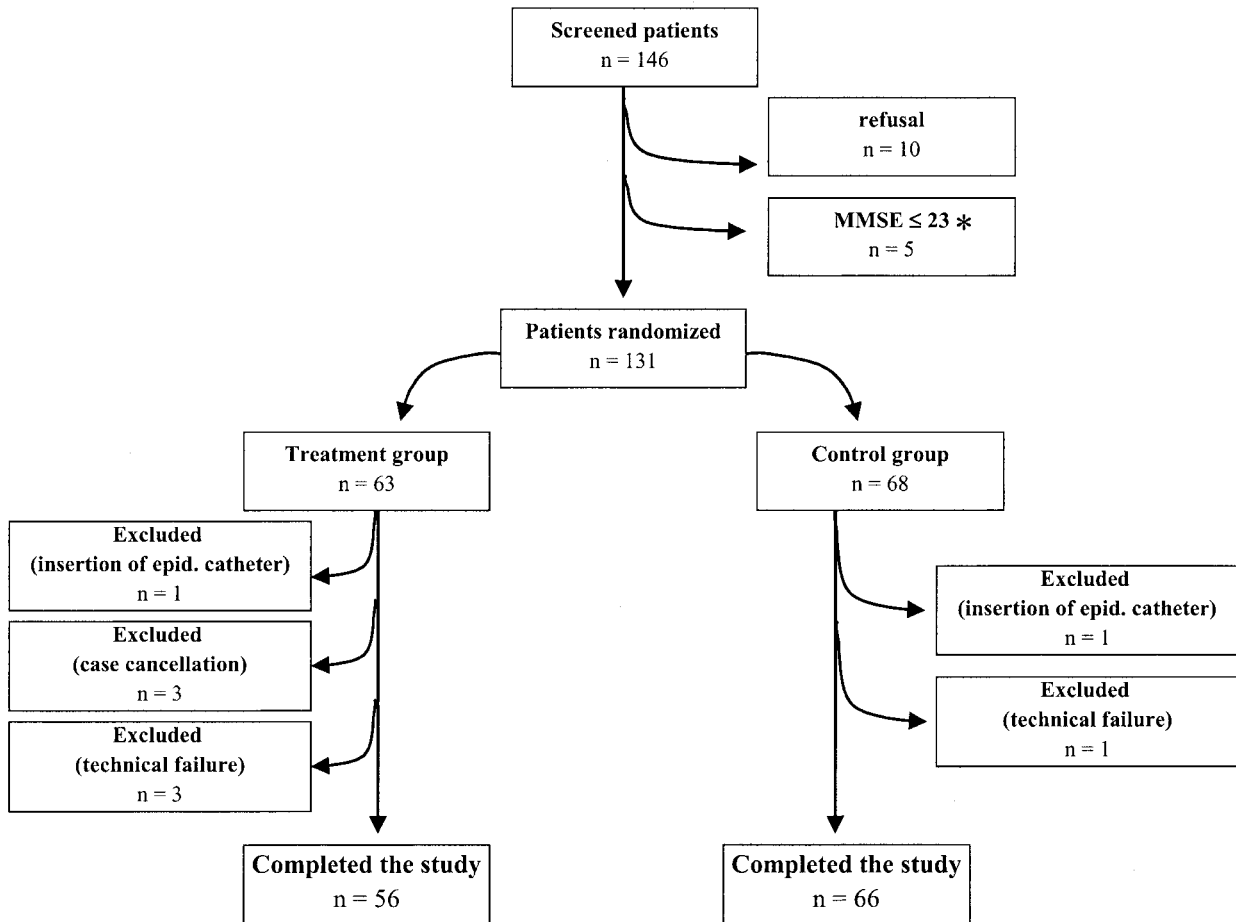 Screened patients
n = 146
refusal
n = 10
MMSE ≤ 23 *
n = 5
Patients randomized
n = 131
Treatment group
n = 63
Control group
n = 68
Excluded
(insertion of epid. catheter)
n = 1
Excluded
(case cancellation)
n = 3
Excluded
(technical failure)
n = 3
Excluded
(insertion of epid. catheter)
n = 1
Excluded
(technical failure)
n = 1
Completed the study
n = 56
Completed the study
n = 66